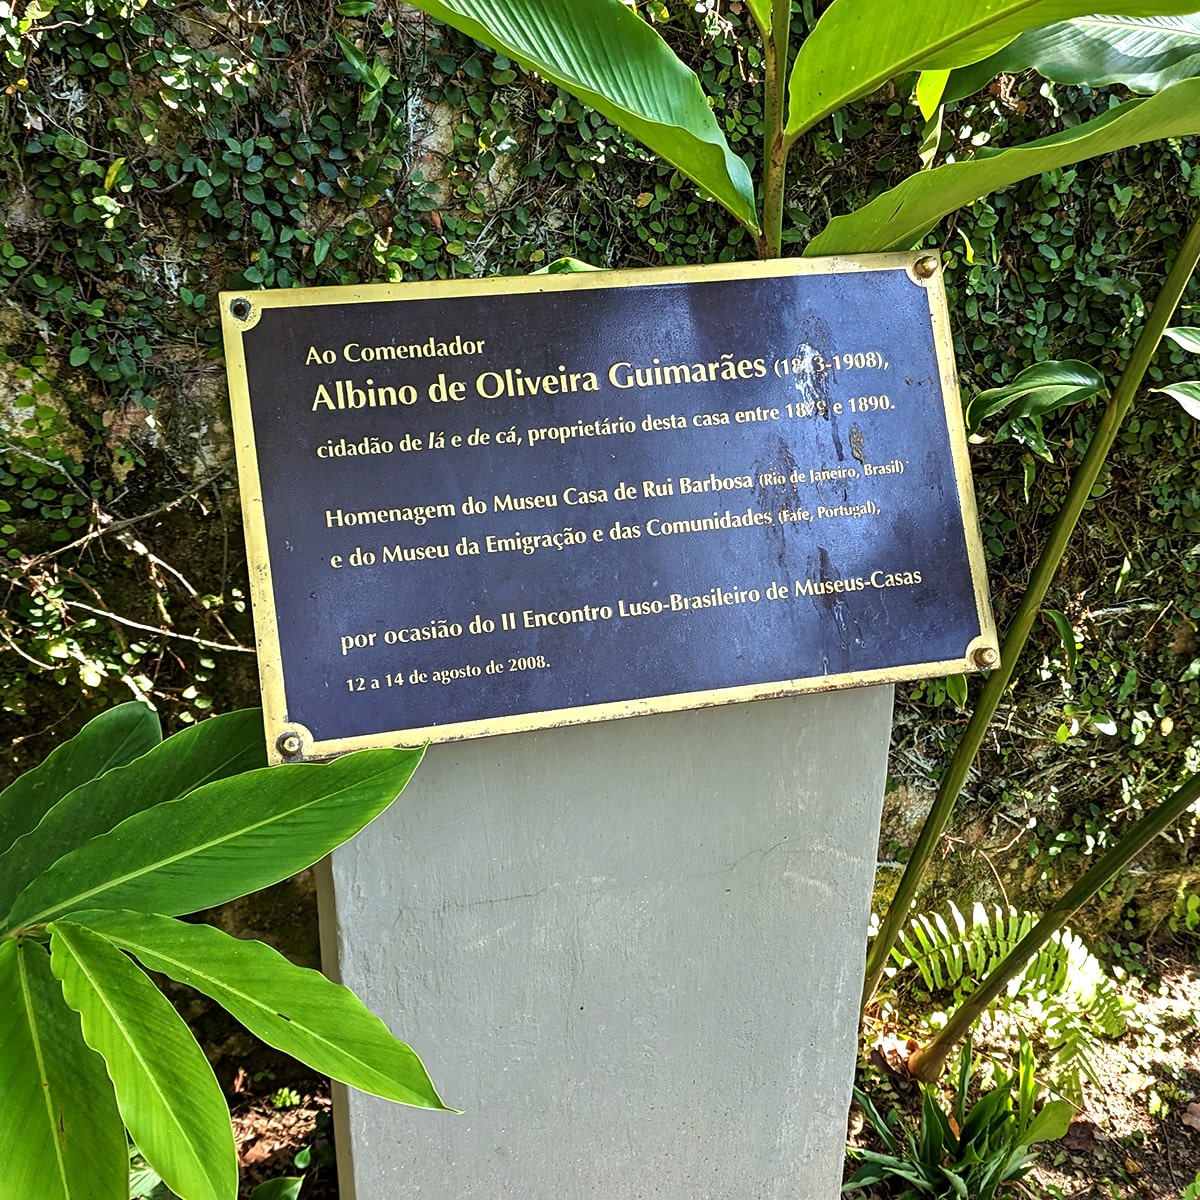 Ao Comendador
Albino de Oliveira Guimarães
cidadão de lá e de cá, proprietário desta casa entre 1879 e 1890.
Homenagem do Museu Casa de Rui Barbosa (Rio de Janeiro, Brasil)
e do Museu da Emigração e das Comunidades (Fafe, Portugal),
por ocasião do II Encontro Luso-Brasileiro de Museus-Casas
12 a 14 de agosto de 2008.